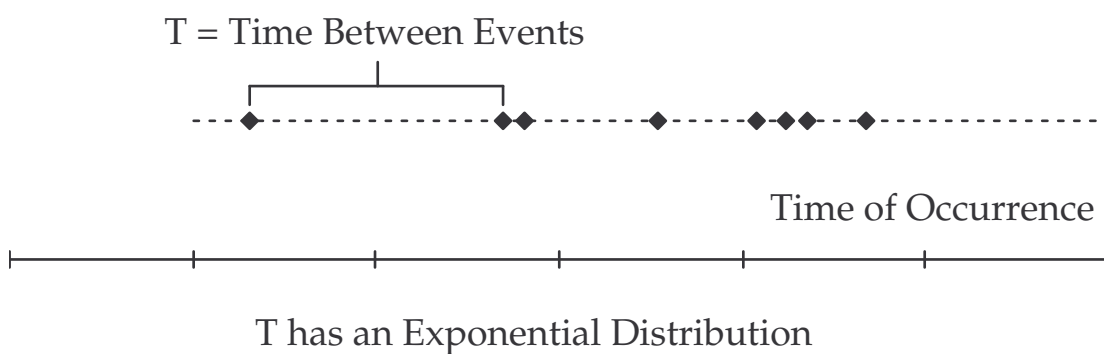 T = Time Between Events
Time of Occurrence
T has an Exponential Distribution